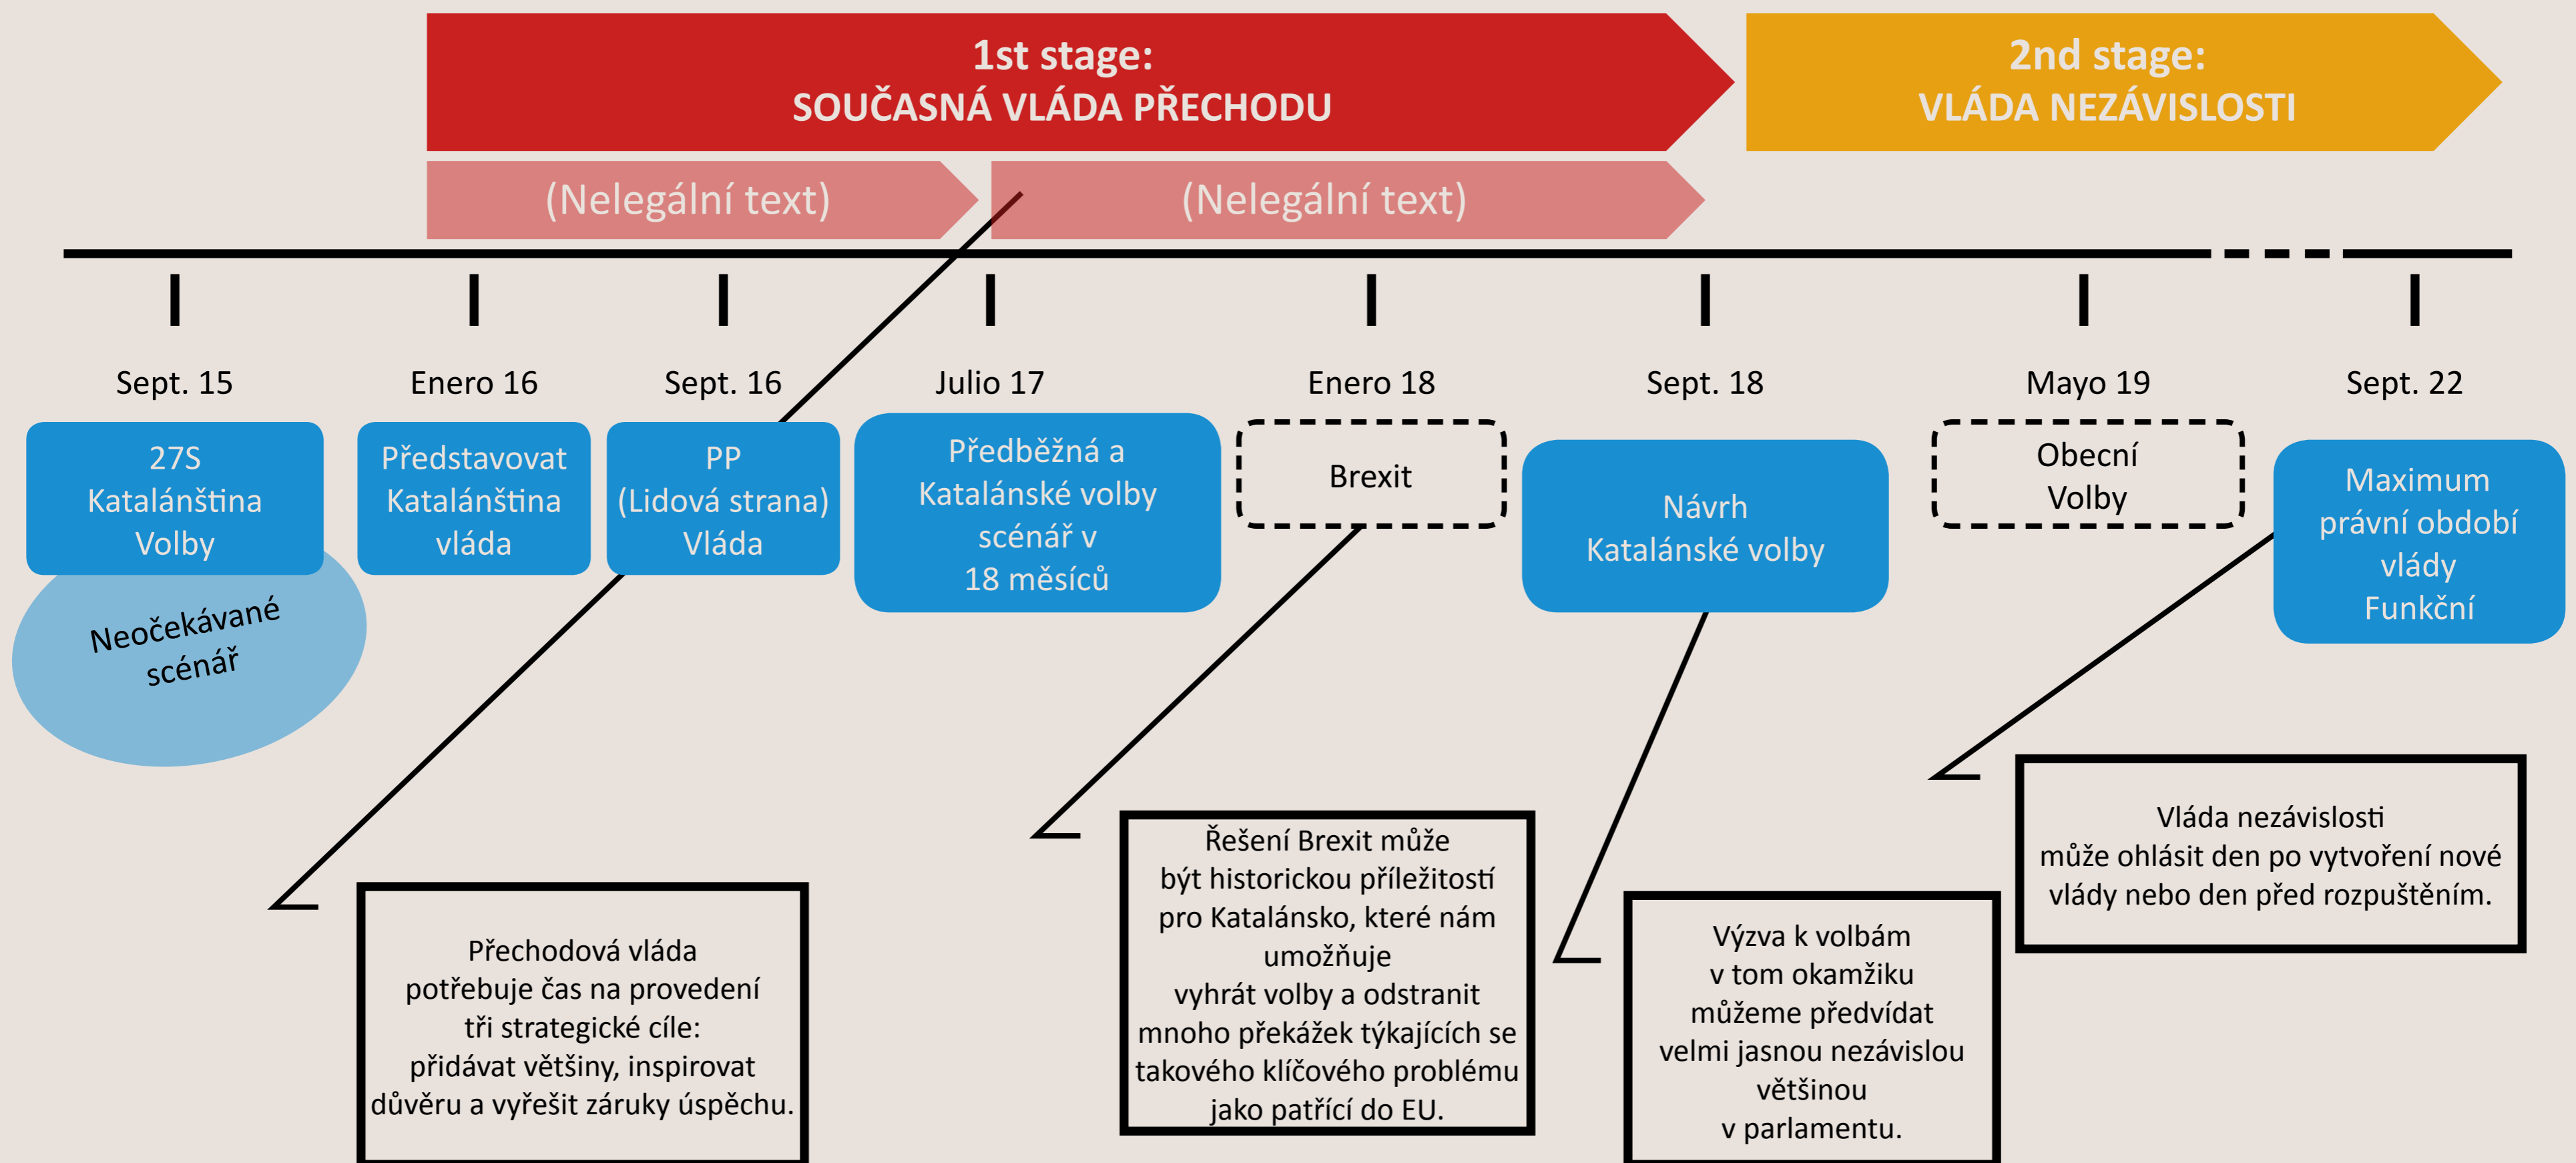 1st stage:
SOUČASNÁ VLÁDA PŘECHODU
2nd stage:
VLÁDA NEZÁVISLOSTI
(Nelegální text)
(Nelegální text)
Sept. 15
Enero 16
Sept. 16
Julio 17
Enero 18
Sept. 18
Mayo 19
Sept. 22
27S
Katalánština
Volby
Neočekávané
scénář
Představovat
Katalánština
vláda
PP
(Lidová strana)
Vláda
Předběžná a
Katalánské volby
scénář v
18 měsíců
Brexit
Návrh
Katalánské volby
Obecní
Volby
Maximum
právní období
vlády
Funkční
Přechodová vláda
potřebuje čas na provedení
tři strategické cíle:
přidávat většiny, inspirovat
důvěru a vyřešit záruky úspěchu.
Řešení Brexit může
být historickou příležitostí
pro Katalánsko, které nám
umožňuje
vyhrát volby a odstranit
mnoho překážek týkajících se
takového klíčového problému
jako patřící do EU.
Výzva k volbám
v tom okamžiku
můžeme předvídat
velmi jasnou nezávislou
většinou
v parlamentu.
Vláda nezávislosti
může ohlásit den po vytvoření nové
vlády nebo den před rozpuštěním.